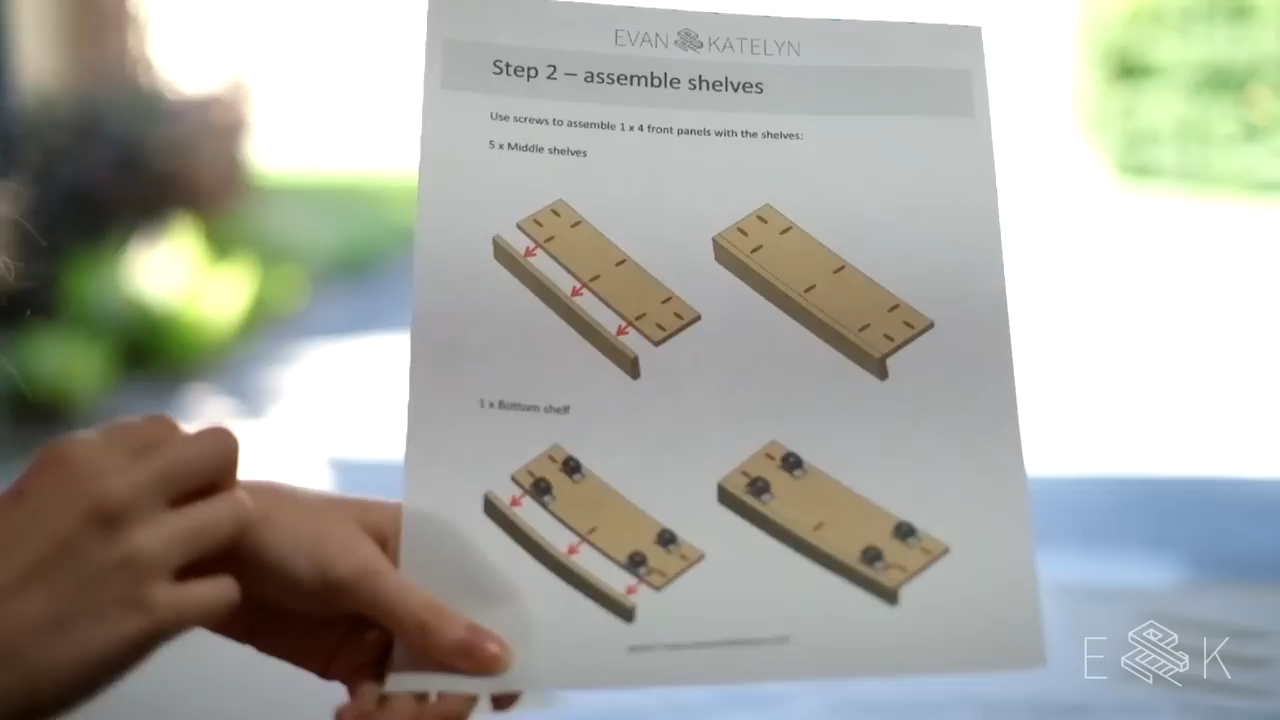 EVAN KATELYN
Step 2 – assemble shelves
Use screws to assemble 1 x 4 front panels with the shelves:
5 x Middle shelves
1 x Bottom shelf
E K